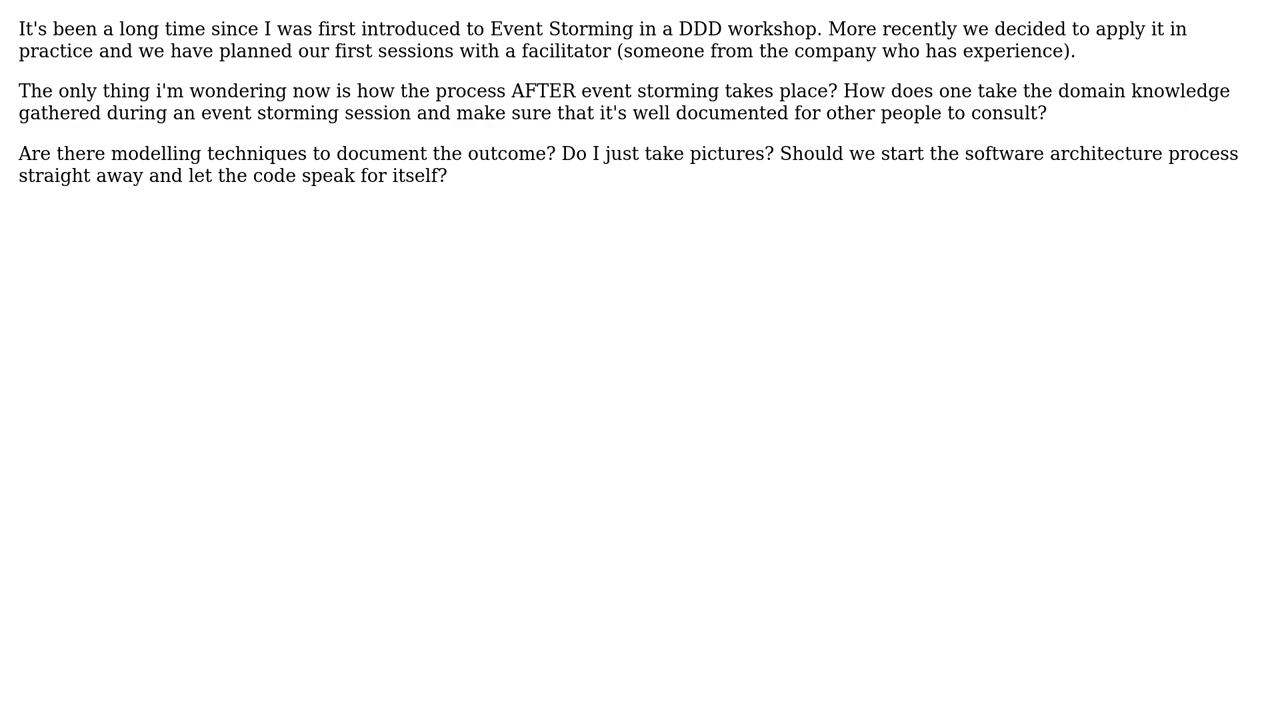 It's been a long time since I was first introduced to Event Storming in a DDD workshop. More recently we decided to apply it in
practice and we have planned our first sessions with a facilitator (someone from the company who has experience).
The only thing i'm wondering now is how the process AFTER event storming takes place? How does one take the domain knowledge
gathered during an event storming session and make sure that it's well documented for other people to consult?
Are there modelling techniques to document the outcome? Do I just take pictures? Should we start the software architecture process
straight away and let the code speak for itself?